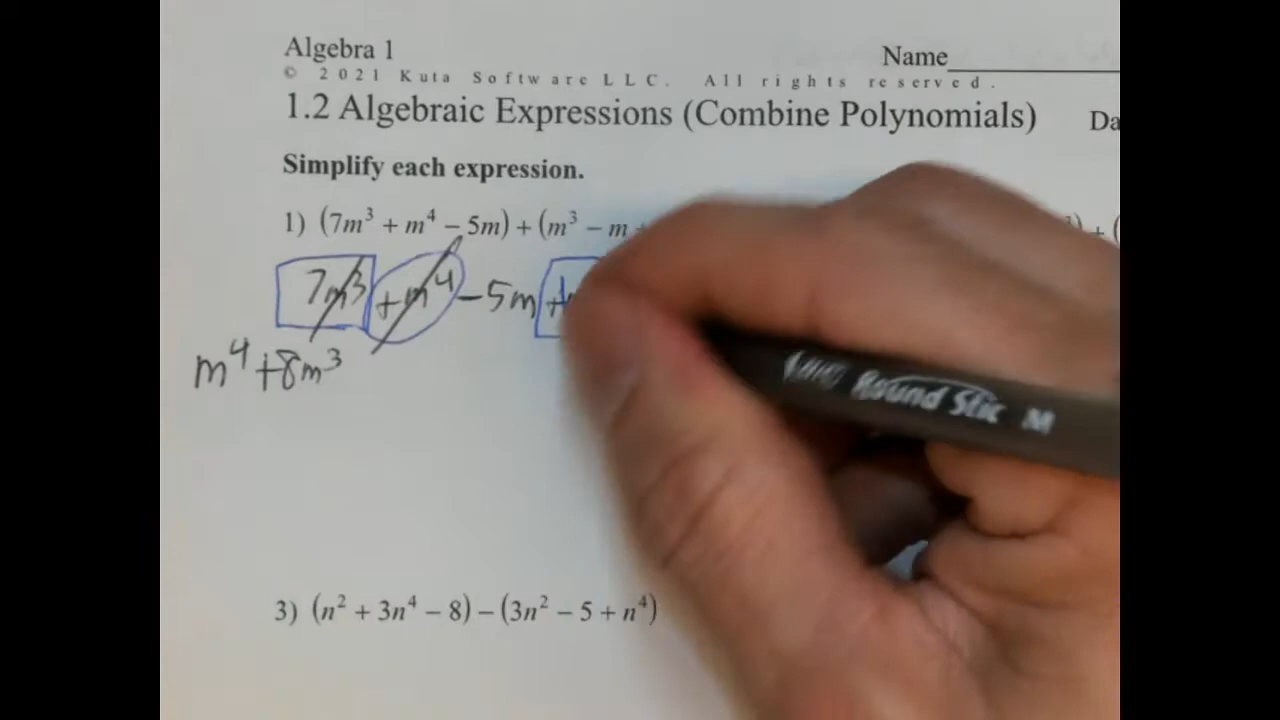 Algebra 1
Name
© 2021 Kuta Software LLC. All rights reserved.
1.2 Algebraic Expressions (Combine Polynomials)
Da
Simplify each expression.
1) (7m³ + m⁴ − 5m) + (m³ − m
) + (
7m³ + m⁴ − 5m +
m⁴ + 8m³
Round Stic M
3) (n² + 3n⁴ − 8) − (3n² − 5 + n⁴)